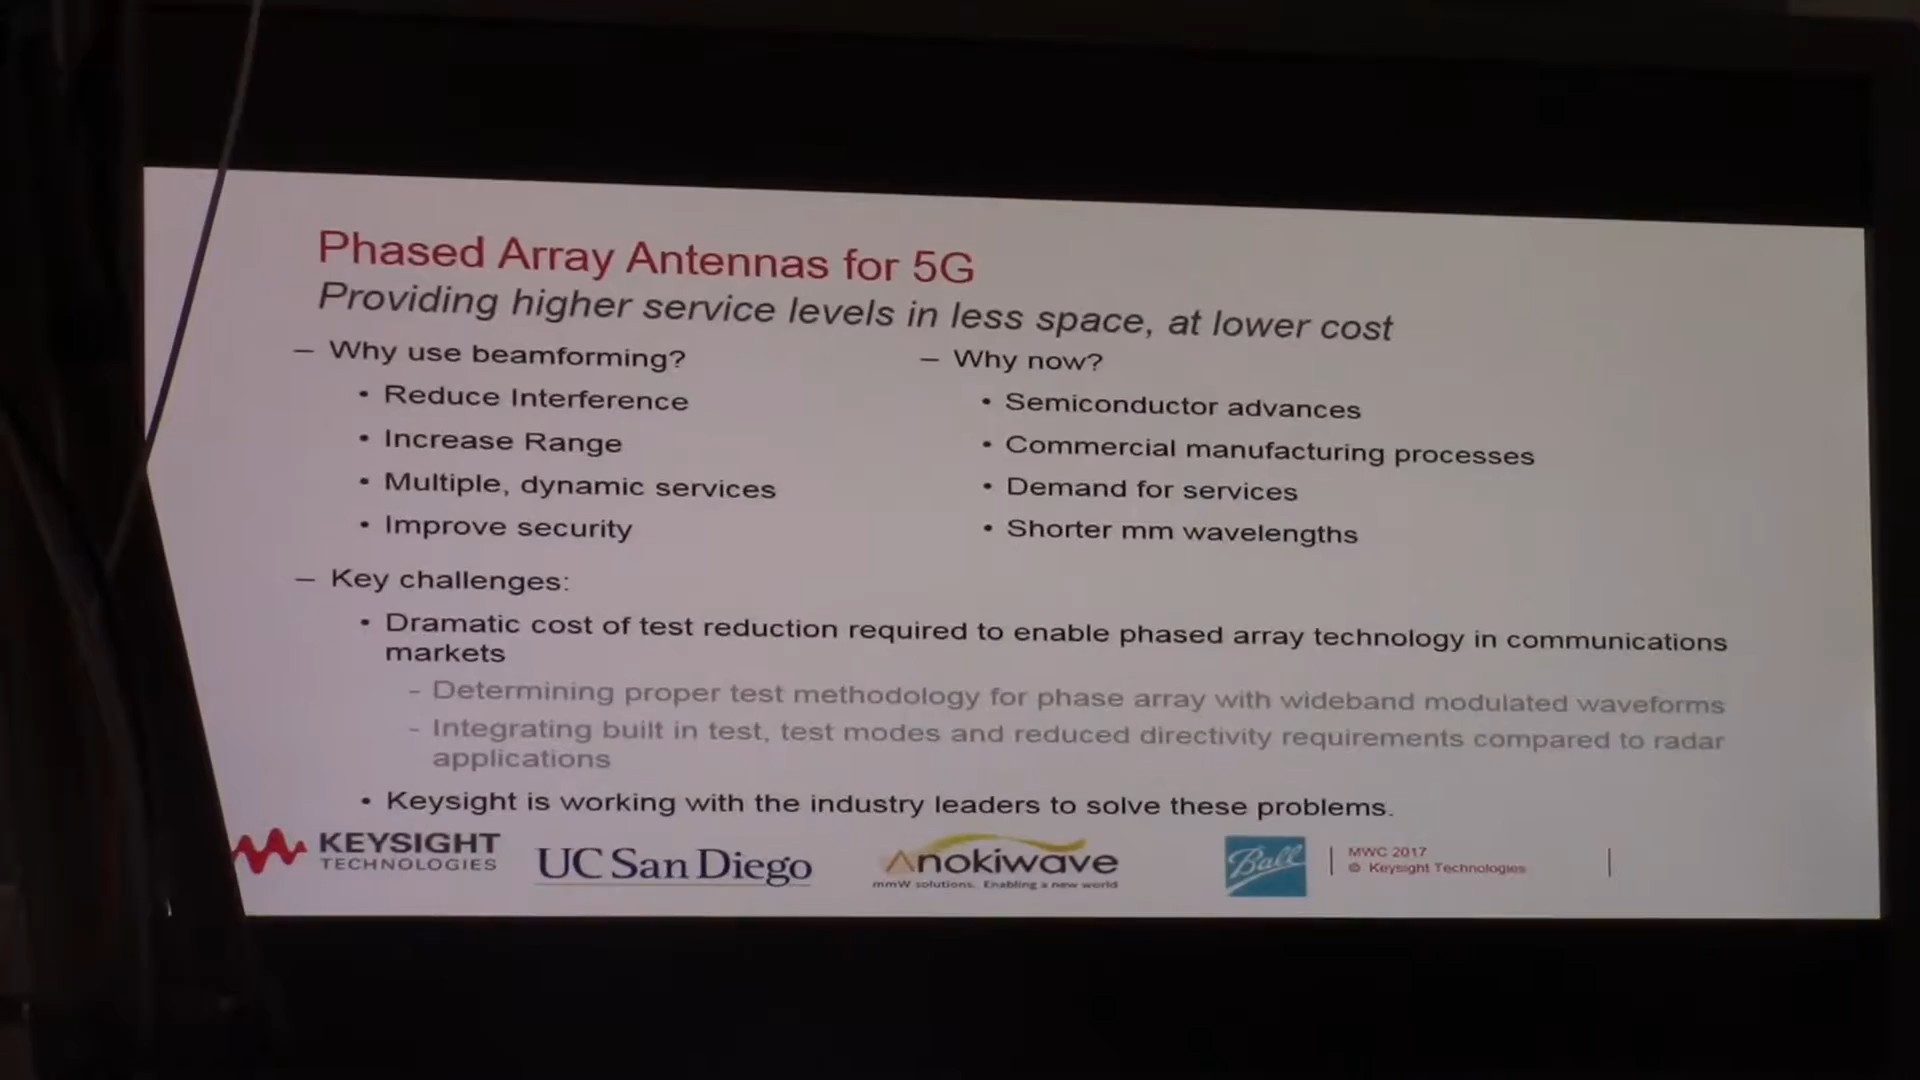 Phased Array Antennas for 5G
Providing higher service levels in less space, at lower cost
– Why use beamforming?
• Reduce Interference
• Increase Range
• Multiple, dynamic services
• Improve security
– Why now?
• Semiconductor advances
• Commercial manufacturing processes
• Demand for services
• Shorter mm wavelengths
– Key challenges:
• Dramatic cost of test reduction required to enable phased array technology in communications
markets
- Determining proper test methodology for phase array with wideband modulated waveforms
- Integrating built in test, test modes and reduced directivity requirements compared to radar
applications
• Keysight is working with the industry leaders to solve these problems.
KEYSIGHT
TECHNOLOGIES
UC San Diego
Anokiwave
mmW solutions. Enabling a new world
Ball
MWC 2017
© Keysight Technologies